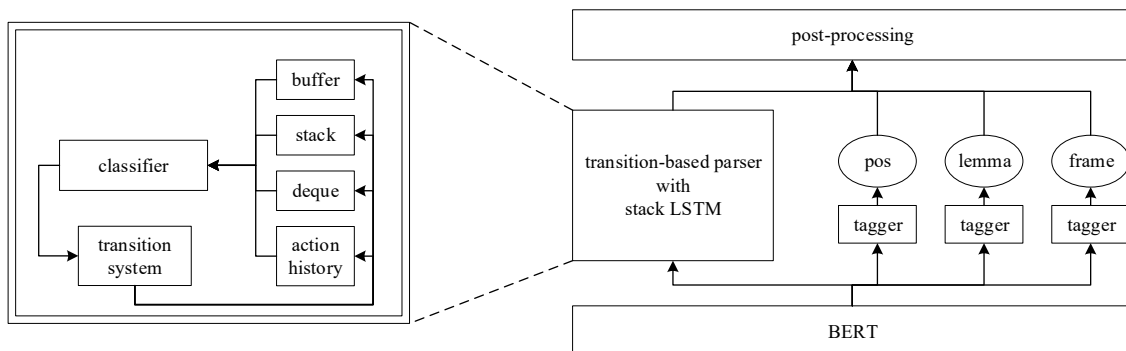 buffer
stack
classifier
deque
transition
system
action
history
post-processing
transition-based parser
with
stack LSTM
pos
lemma
frame
tagger
tagger
tagger
BERT